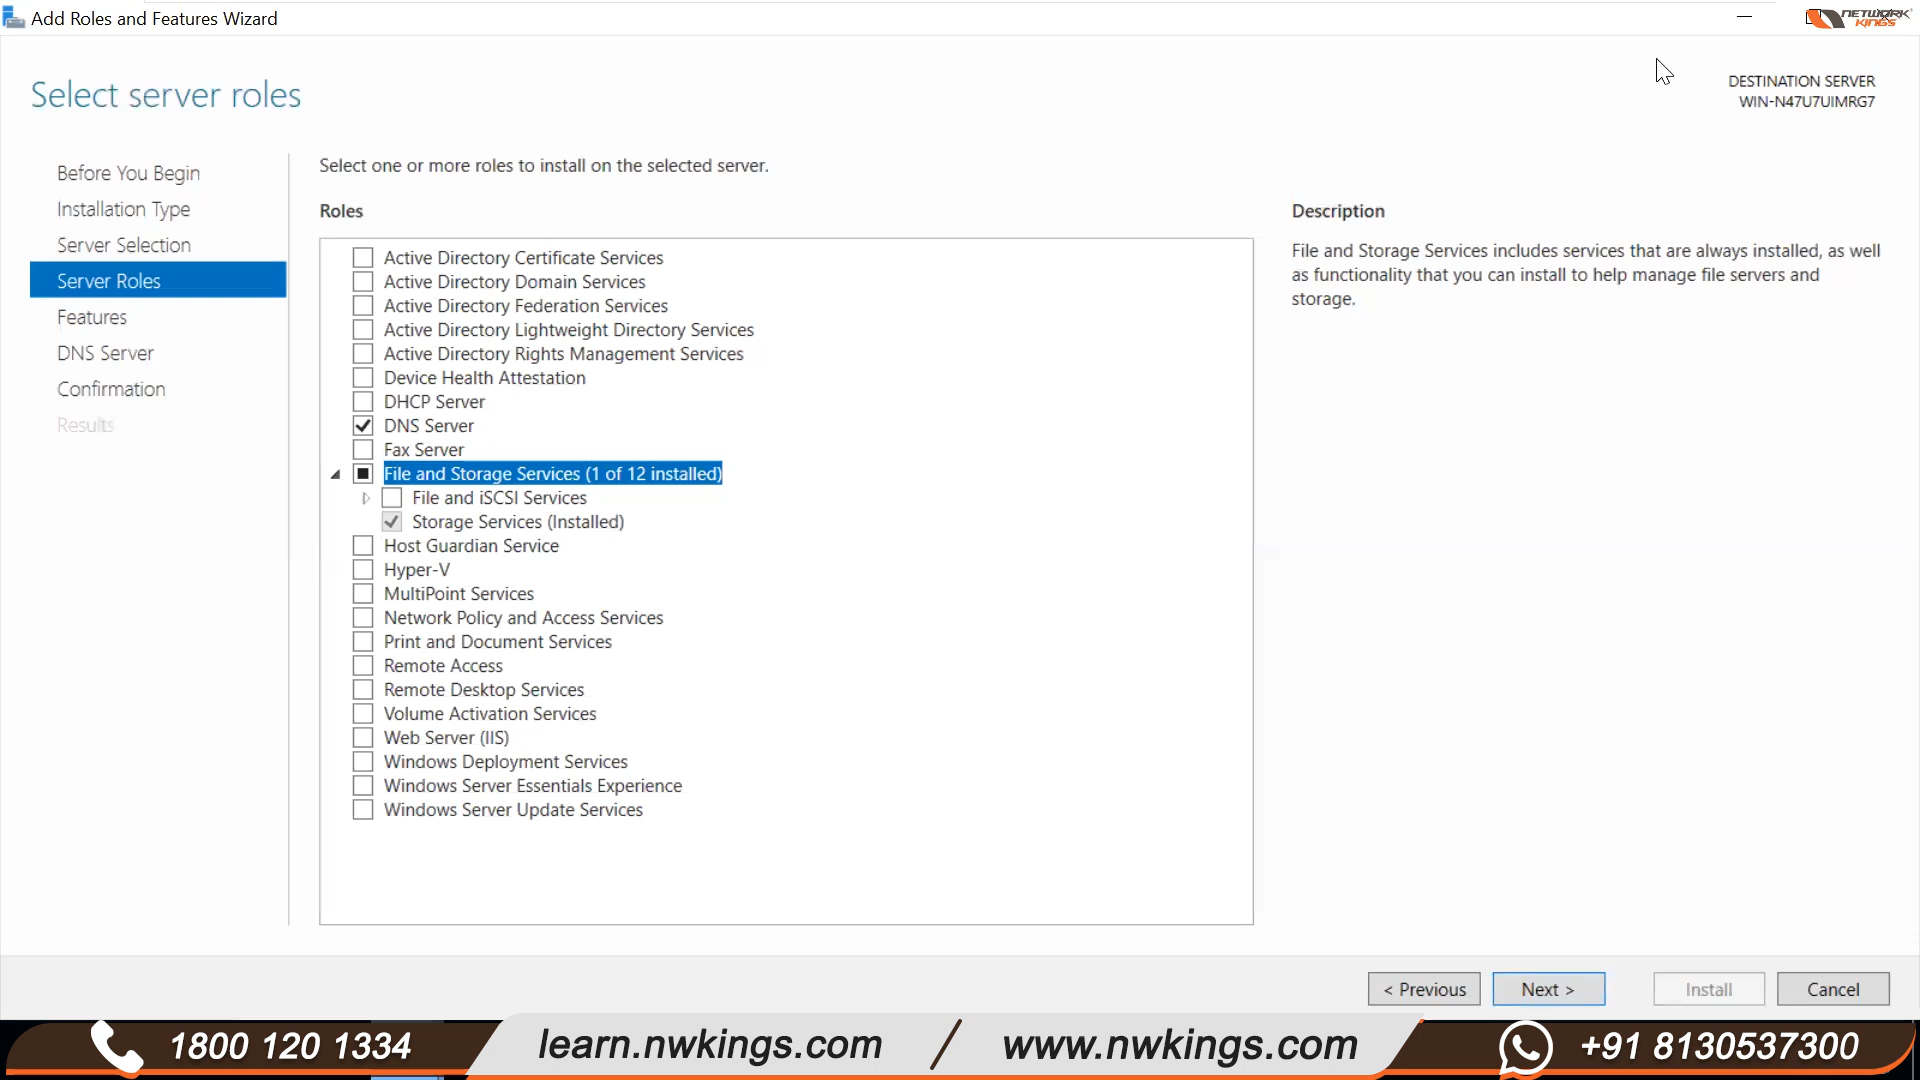 Add Roles and Features Wizard
NETWORK
KINGS
Select server roles
DESTINATION SERVER
WIN-N47U7UIMRG7
Before You Begin
Installation Type
Server Selection
Server Roles
Features
DNS Server
Confirmation
Results
Select one or more roles to install on the selected server.
Roles
Active Directory Certificate Services
Active Directory Domain Services
Active Directory Federation Services
Active Directory Lightweight Directory Services
Active Directory Rights Management Services
Device Health Attestation
DHCP Server
DNS Server
Fax Server
File and Storage Services (1 of 12 installed)
File and iSCSI Services
Storage Services (Installed)
Host Guardian Service
Hyper-V
MultiPoint Services
Network Policy and Access Services
Print and Document Services
Remote Access
Remote Desktop Services
Volume Activation Services
Web Server (IIS)
Windows Deployment Services
Windows Server Essentials Experience
Windows Server Update Services
Description
File and Storage Services includes services that are always installed, as well
as functionality that you can install to help manage file servers and
storage.
< Previous
Next >
Install
Cancel
1800 120 1334
learn.nwkings.com / www.nwkings.com
+91 8130537300